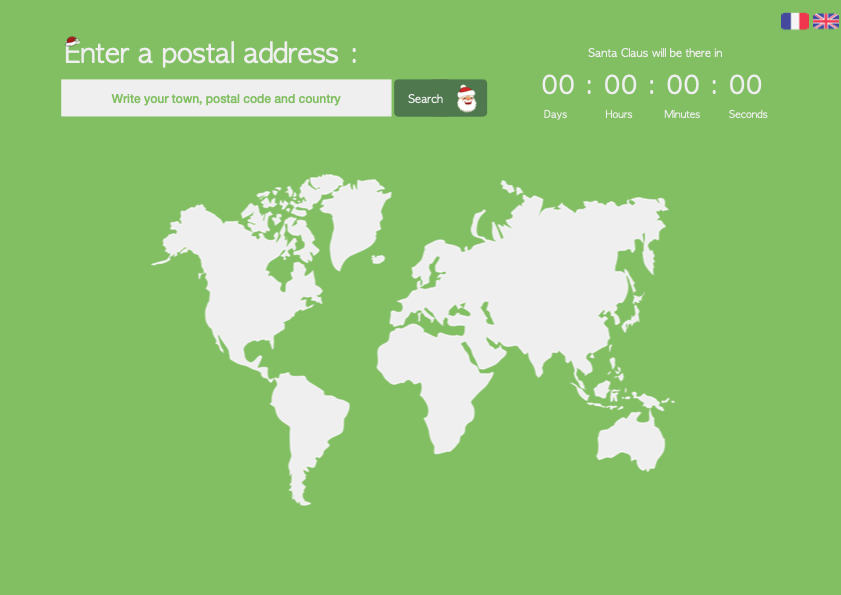 Enter a postal address :
Write your town, postal code and country
Search
Santa Claus will be there in
00 : 00 : 00 : 00
Days Hours Minutes Seconds